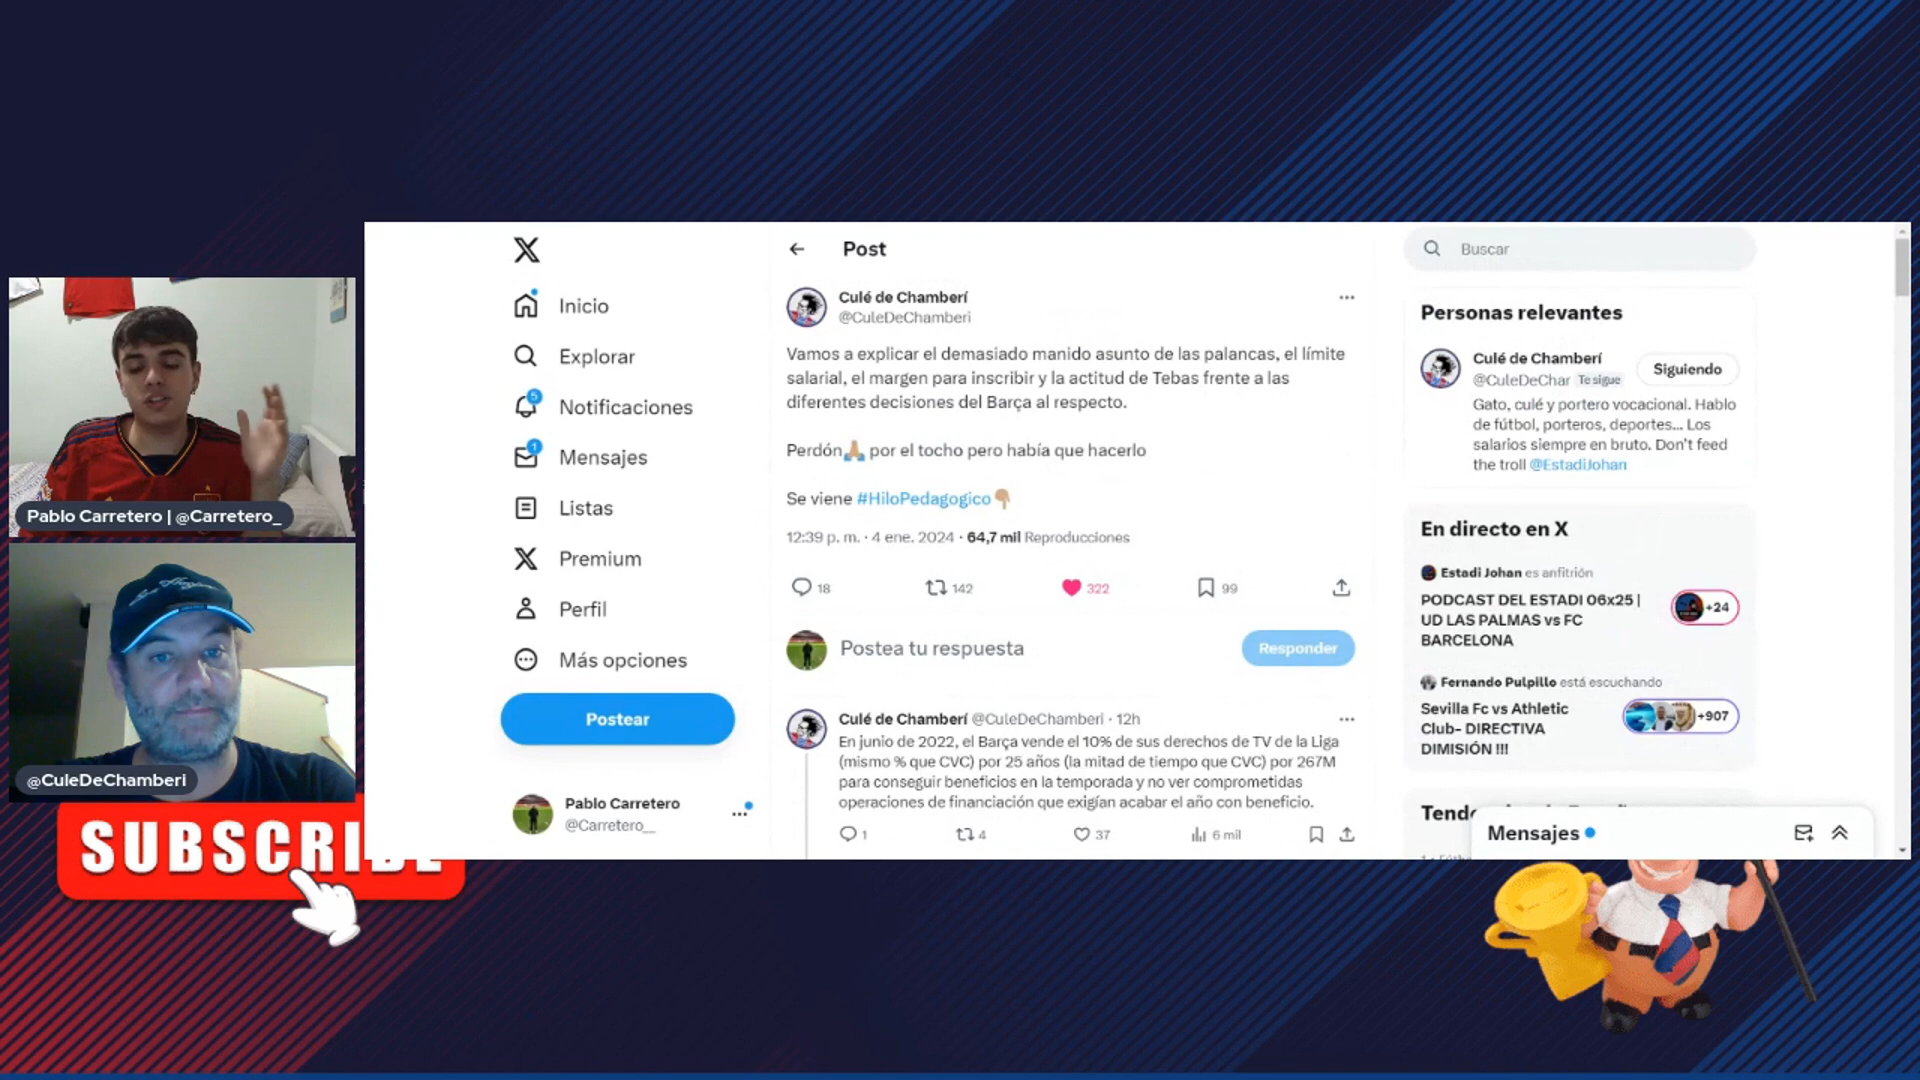 Pablo Carretero | @Carretero_
@CuleDeChamberi
SUBSCRIBE
Inicio
Explorar
5
Notificaciones
1
Mensajes
Listas
Premium
Perfil
Más opciones
Postear
Pablo Carretero
@Carretero__
Post
Culé de Chamberí
@CuleDeChamberi
Vamos a explicar el demasiado manido asunto de las palancas, el límite
salarial, el margen para inscribir y la actitud de Tebas frente a las
diferentes decisiones del Barça al respecto.
Perdón🙏🏼 por el tocho pero había que hacerlo
Se viene #HiloPedagogico👇🏼
12:39 p. m. · 4 ene. 2024 · 64,7 mil Reproducciones
18 142 322 99
Postea tu respuesta
Responder
Culé de Chamberí @CuleDeChamberi · 12h
En junio de 2022, el Barça vende el 10% de sus derechos de TV de la Liga
(mismo % que CVC) por 25 años (la mitad de tiempo que CVC) por 267M
para conseguir beneficios en la temporada y no ver comprometidas
operaciones de financiación que exigían acabar el año con beneficio.
1 4 37 6 mil
Buscar
Personas relevantes
Culé de Chamberí
@CuleDeChar Te sigue
Siguiendo
Gato, culé y portero vocacional. Hablo
de fútbol, porteros, deportes... Los
salarios siempre en bruto. Don't feed
the troll @EstadiJohan
En directo en X
Estadi Johan es anfitrión
PODCAST DEL ESTADI 06x25 |
UD LAS PALMAS vs FC
BARCELONA
+24
Fernando Pulpillo está escuchando
Sevilla Fc vs Athletic
Club- DIRECTIVA
DIMISIÓN !!!
+907
Mensajes